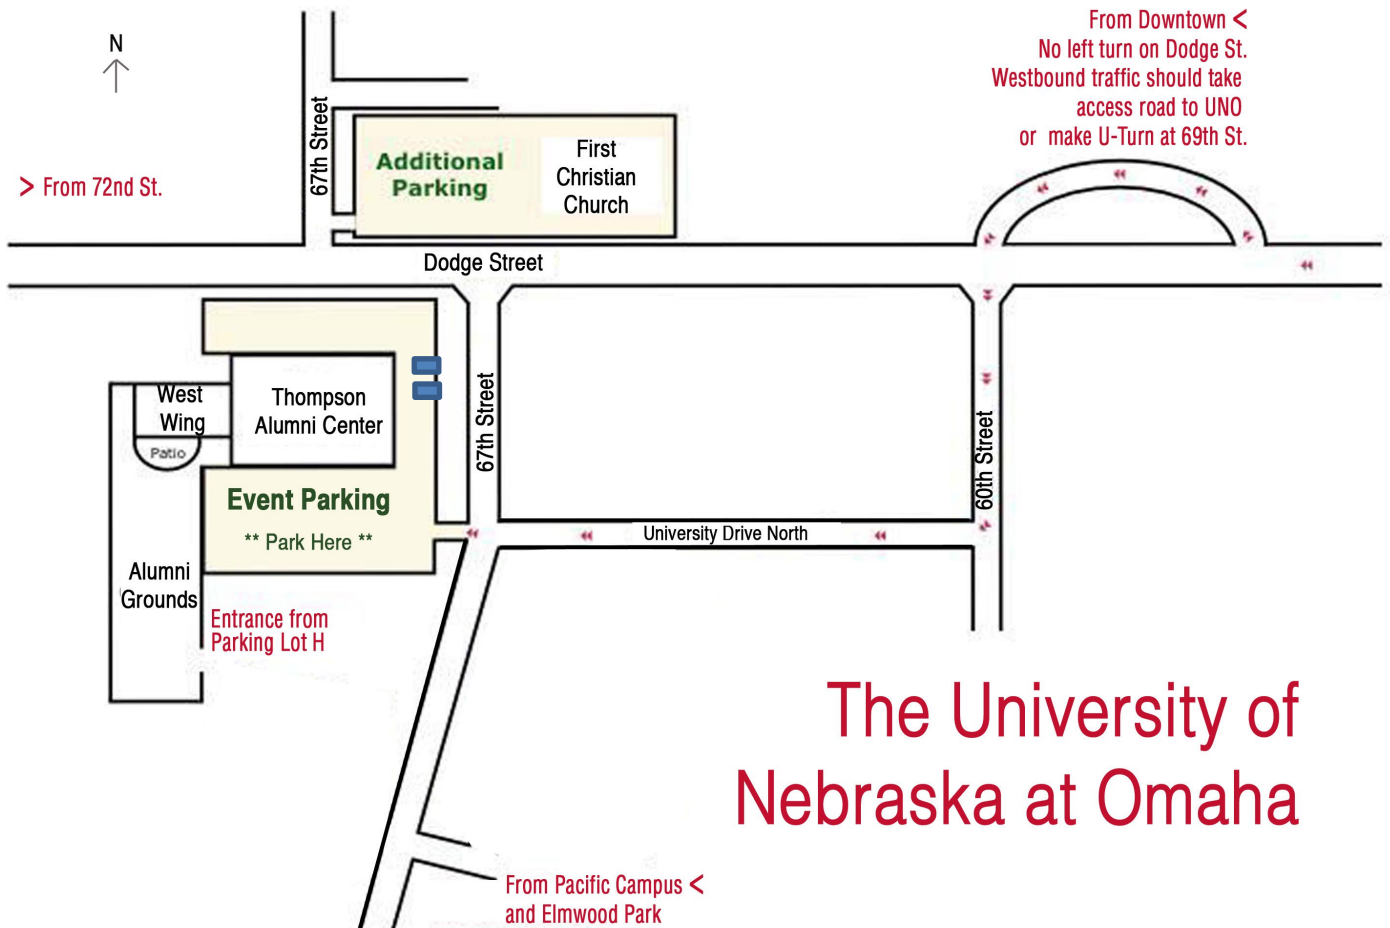 N
From Downtown <
No left turn on Dodge St.
Westbound traffic should take
access road to UNO
or make U-Turn at 69th St.
> From 72nd St.
67th Street
Additional
Parking
First
Christian
Church
Dodge Street
West
Wing
Patio
Thompson
Alumni Center
67th Street
60th Street
Event Parking
** Park Here **
University Drive North
Alumni
Grounds
Entrance from
Parking Lot H
The University of
Nebraska at Omaha
From Pacific Campus <
and Elmwood Park